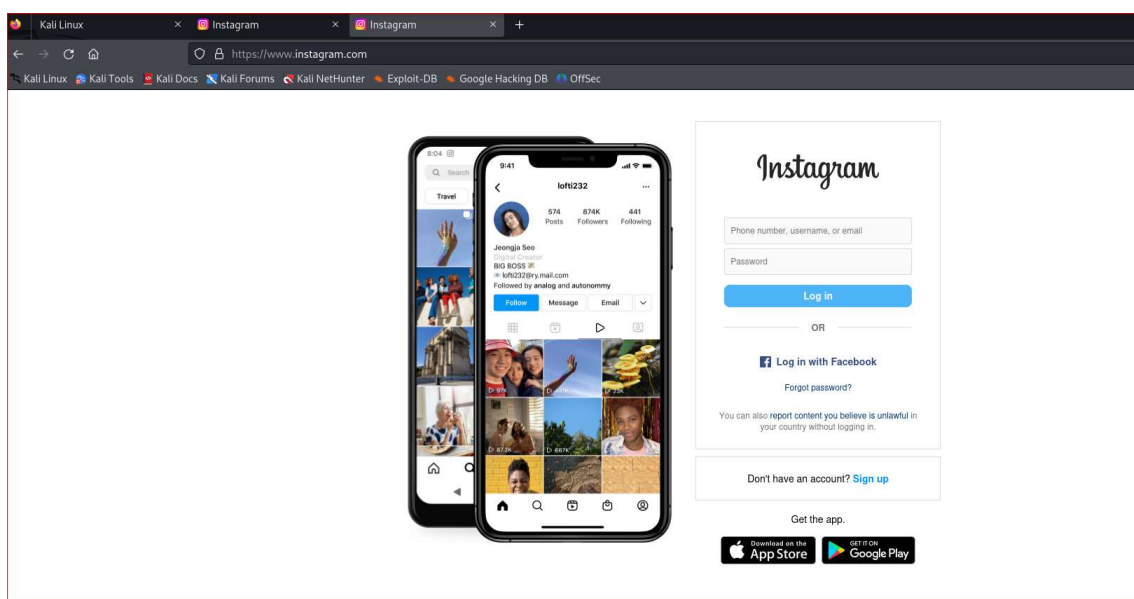 Kali Linux
Instagram
Instagram
https://www.instagram.com
Kali Linux Kali Tools Kali Docs Kali Forums Kali NetHunter Exploit-DB Google Hacking DB OffSec
8:04
Search
Travel
9:41
lofti232
574 874K 441
Posts Followers Following
Jeongja Seo
Digital Creator
BIG BOSS
lofti232@ry.mail.com
Followed by analog and autonommy
Follow Message Email
97K
23K
873K
667K
Instagram
Phone number, username, or email
Password
Log in
OR
Log in with Facebook
Forgot password?
You can also report content you believe is unlawful in
your country without logging in.
Don't have an account? Sign up
Get the app.
Download on the
App Store
GET IT ON
Google Play